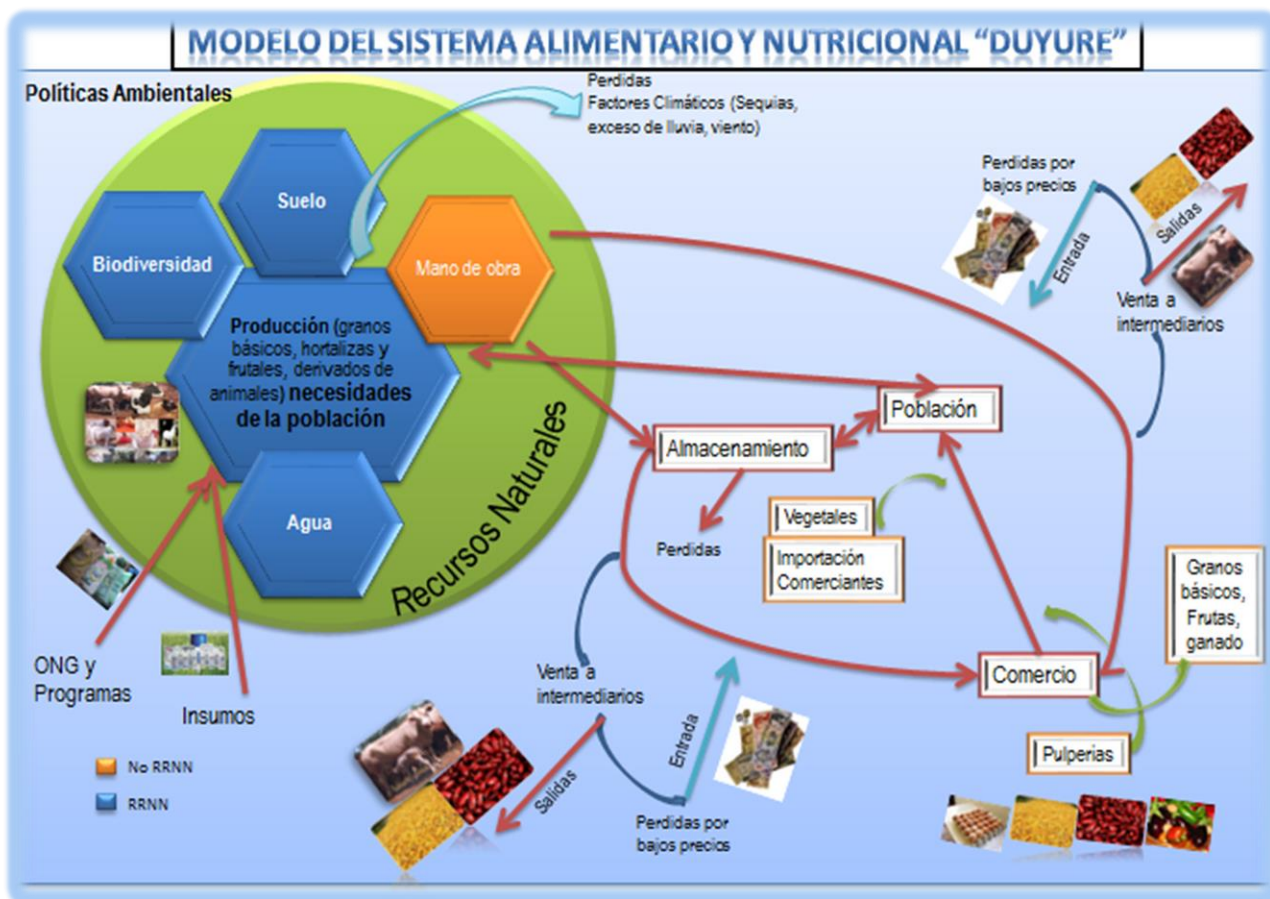 MODELO DEL SISTEMA ALIMENTARIO Y NUTRICIONAL “DUYURE”
Políticas Ambientales
Perdidas
Factores Climáticos (Sequias,
exceso de lluvia, viento)
Suelo
Biodiversidad
Mano de obra
Producción (granos
básicos, hortalizas y
frutales, derivados de
animales) necesidades
de la población
Agua
Recursos Naturales
Perdidas por
bajos precios
Salidas
Entrada
Venta a
intermediarios
Población
Almacenamiento
Vegetales
Perdidas
Importación
Comerciantes
Granos
básicos,
Frutas,
ganado
ONG y
Programas
Insumos
Venta a
intermediarios
Comercio
Entrada
Salidas
Pulperias
No RRNN
RRNN
Perdidas por
bajos precios